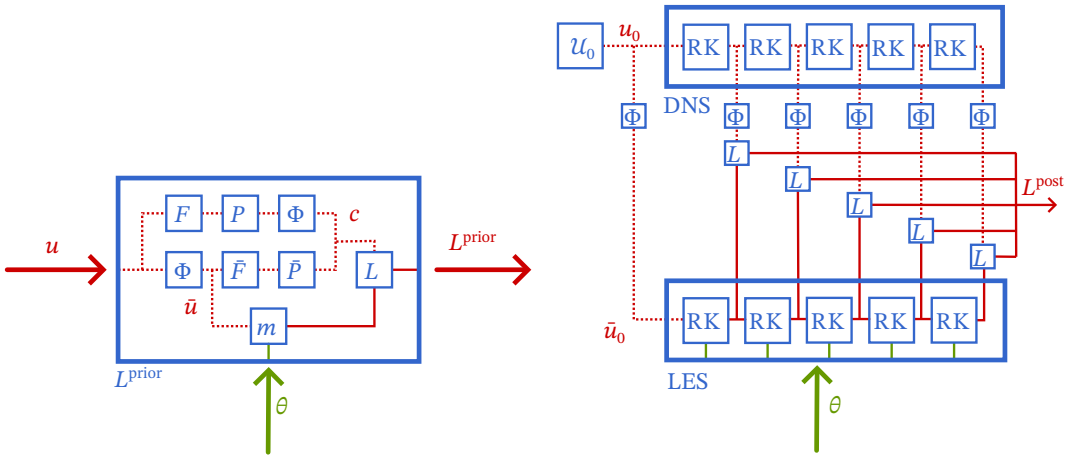 u
F P Φ c
Φ F̄ P̄ L
ū
m
L^prior
L^prior
θ
𝒰₀ u₀ RK RK RK RK RK
DNS
Φ Φ Φ Φ Φ Φ
L
L
L
L
L
L^post
ū₀ RK RK RK RK RK
LES
θ